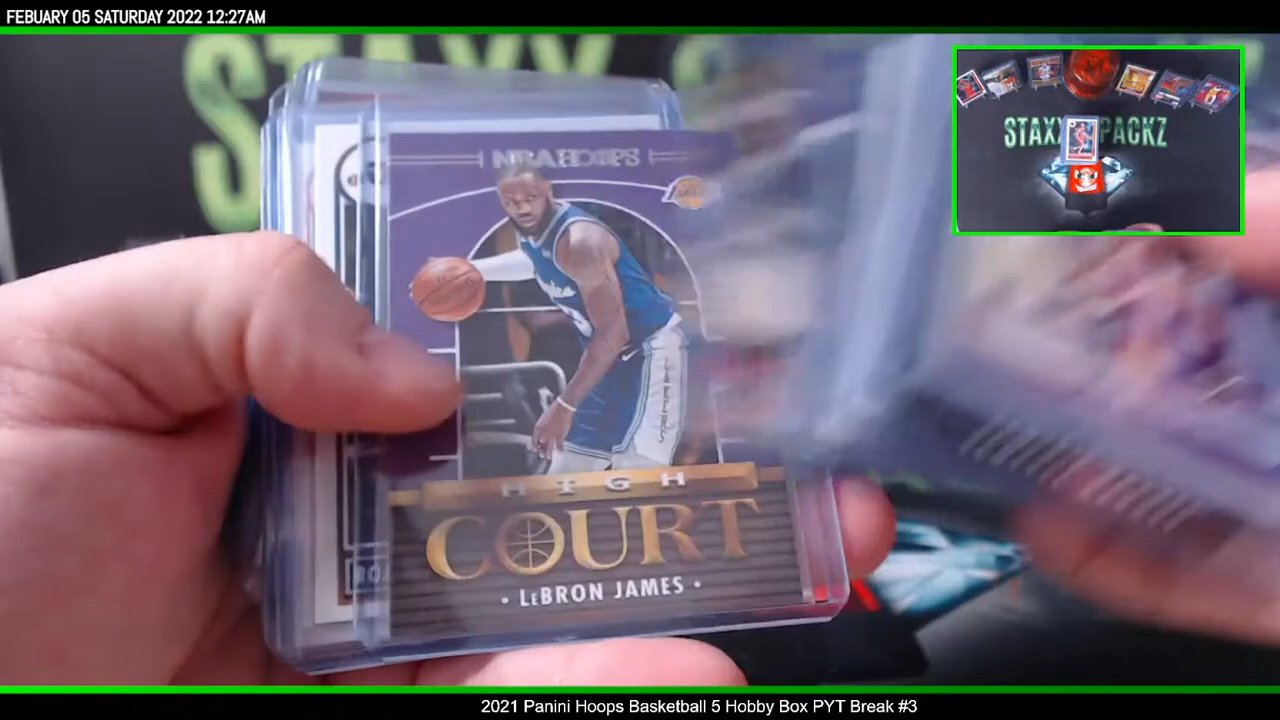 FEBUARY 05 SATURDAY 2022 12:27AM
STAXX
STAXX PACKZ
NBA HOOPS
HIGH
COURT
• LeBRON JAMES •
2021 Panini Hoops Basketball 5 Hobby Box PYT Break #3